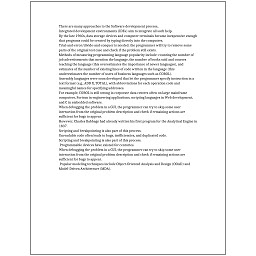 There are many approaches to the Software development process.
Integrated development environments (IDEs) aim to integrate all such help.
By the late 1960s, data storage devices and computer terminals became inexpensive enough that programs could be created by typing directly into the computers.
Trial-and-error/divide-and-conquer is needed: the programmer will try to remove some parts of the original test case and check if the problem still exists.
Methods of measuring programming language popularity include: counting the number of job advertisements that mention the language, the number of books sold and courses teaching the language (this overestimates the importance of newer languages), and estimates of the number of existing lines of code written in the language (this underestimates the number of users of business languages such as COBOL).
Assembly languages were soon developed that let the programmer specify instruction in a text format (e.g., ADD X, TOTAL), with abbreviations for each operation code and meaningful names for specifying addresses.
For example, COBOL is still strong in corporate data centers often on large mainframe computers, Fortran in engineering applications, scripting languages in Web development, and C in embedded software.
When debugging the problem in a GUI, the programmer can try to skip some user interaction from the original problem description and check if remaining actions are sufficient for bugs to appear.
However, Charles Babbage had already written his first program for the Analytical Engine in 1837.
Scripting and breakpointing is also part of this process.
Unreadable code often leads to bugs, inefficiencies, and duplicated code.
Scripting and breakpointing is also part of this process.
Programmable devices have existed for centuries.
When debugging the problem in a GUI, the programmer can try to skip some user interaction from the original problem description and check if remaining actions are sufficient for bugs to appear.
Popular modeling techniques include Object-Oriented Analysis and Design (OOAD) and Model-Driven Architecture (MDA).